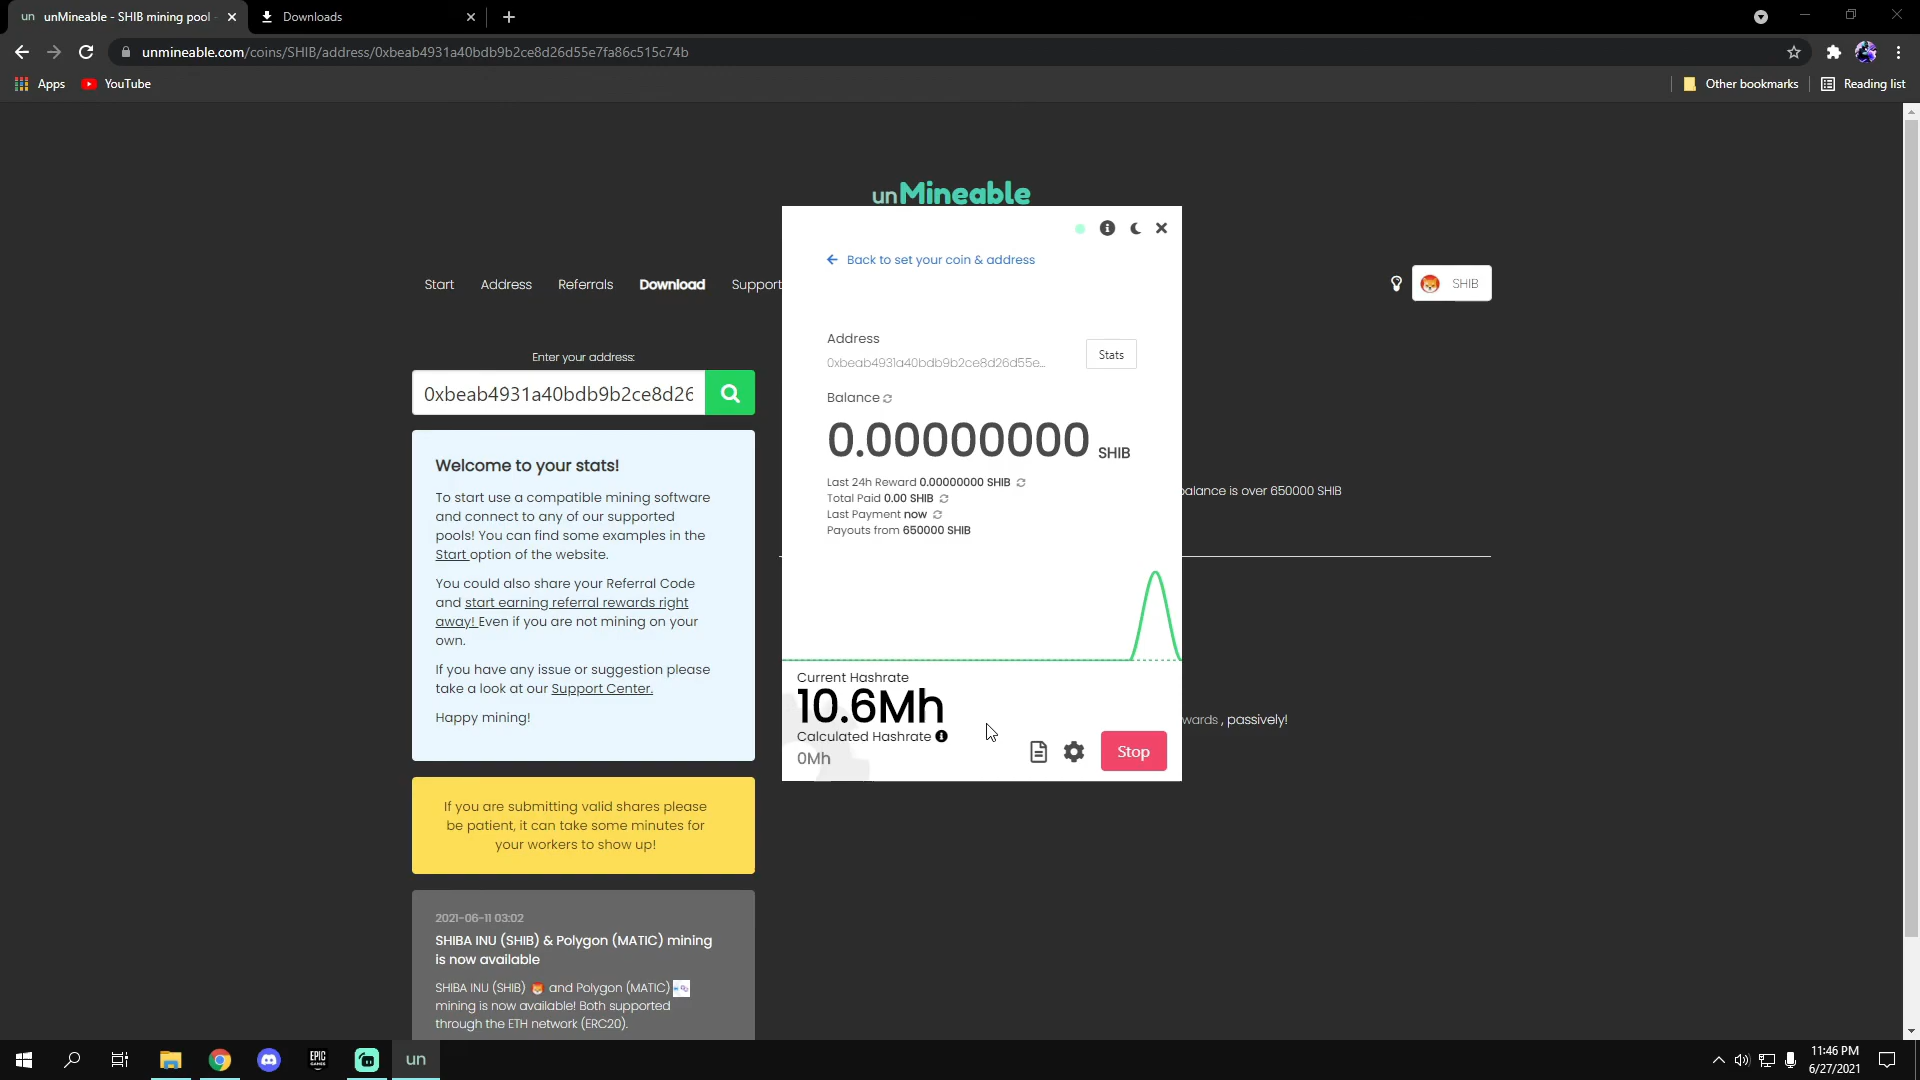 un unMineable - SHIB mining pool -
Downloads
unmineable.com/coins/SHIB/address/0xbeab4931a40bdb9b2ce8d26d55e7fa86c515c74b
Apps YouTube Other bookmarks Reading list
unMineable
Start Address Referrals Download Support
SHIB
Enter your address:
0xbeab4931a40bdb9b2ce8d26
Welcome to your stats!
To start use a compatible mining software
and connect to any of our supported
pools! You can find some examples in the
Start option of the website.
You could also share your Referral Code
and start earning referral rewards right
away! Even if you are not mining on your
own.
If you have any issue or suggestion please
take a look at our Support Center.
Happy mining!
If you are submitting valid shares please
be patient, it can take some minutes for
your workers to show up!
2021-06-11 03:02
SHIBA INU (SHIB) & Polygon (MATIC) mining
is now available
SHIBA INU (SHIB) and Polygon (MATIC)
mining is now available! Both supported
through the ETH network (ERC20).
Back to set your coin & address
Address
0xbeab4931a40bdb9b2ce8d26d55e...
Stats
Balance
0.00000000 SHIB
Last 24h Reward 0.00000000 SHIB
Total Paid 0.00 SHIB
Last Payment now
Payouts from 650000 SHIB
Current Hashrate
10.6Mh
Calculated Hashrate
0Mh
Stop
balance is over 650000 SHIB
wards , passively!
EPIC
GAMES
un
11:46 PM
6/27/2021